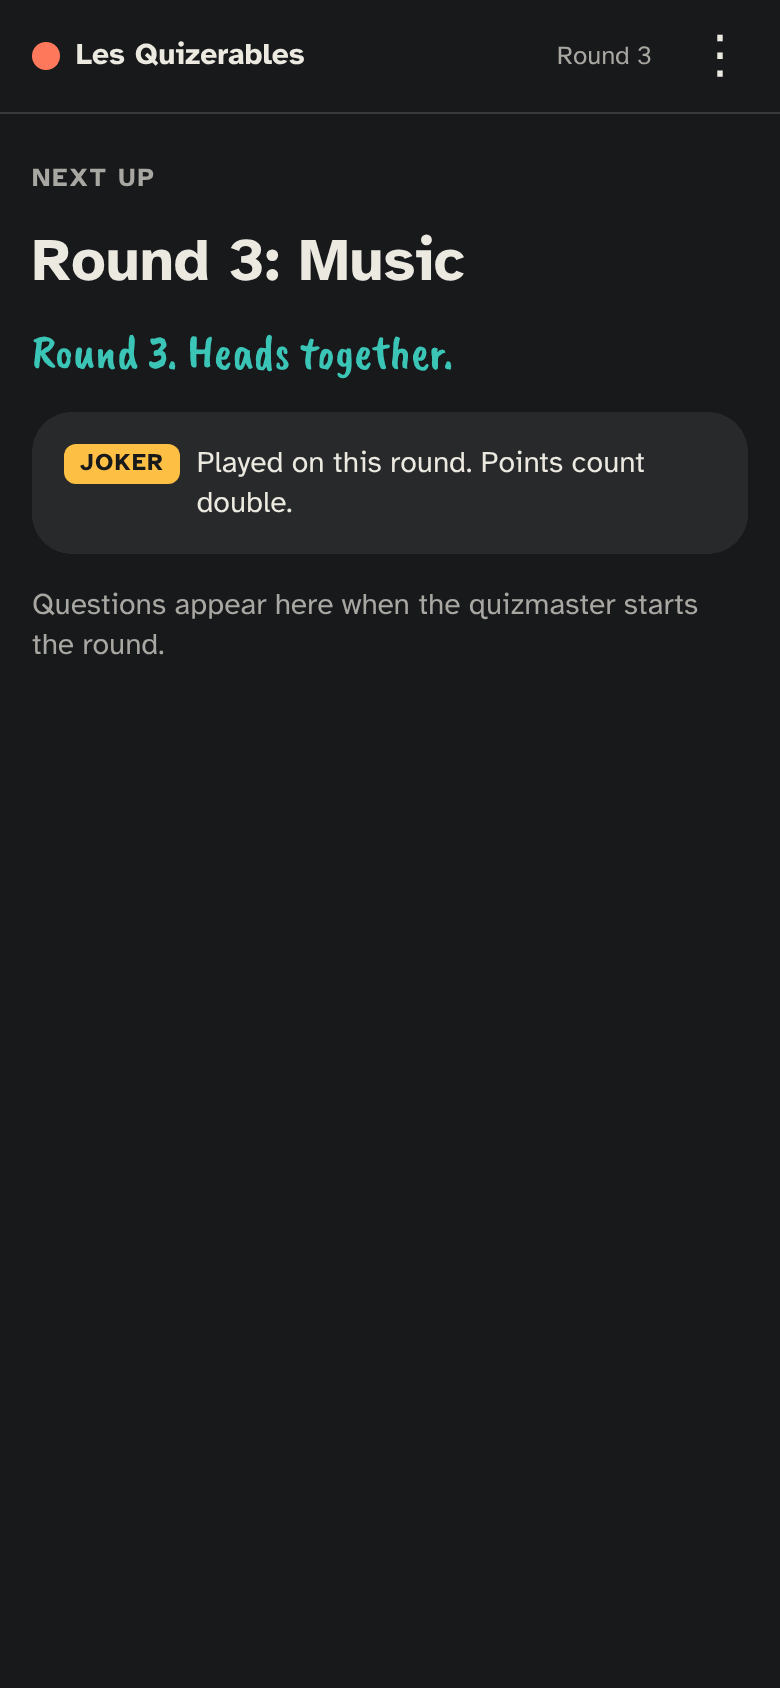 Les Quizerables
Round 3
NEXT UP
Round 3: Music
Round 3. Heads together.
JOKER Played on this round. Points count
double.
Questions appear here when the quizmaster starts
the round.